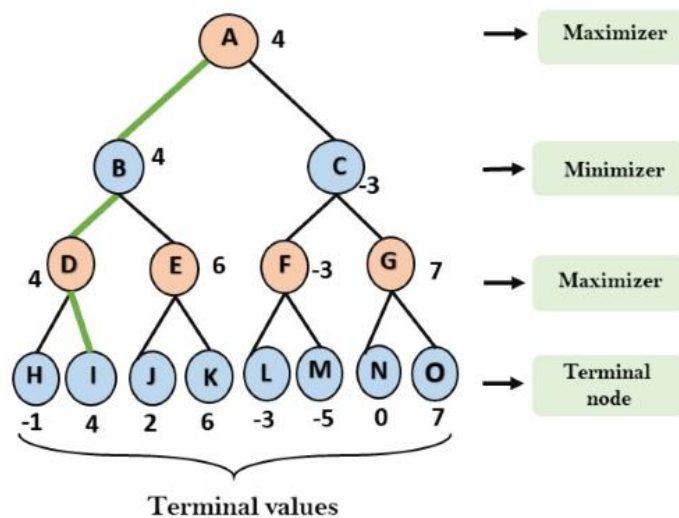 A 4 Maximizer
B 4 C -3 Minimizer
D 4 E 6 F -3 G 7 Maximizer
H I J K L M N O Terminal
node
-1 4 2 6 -3 -5 0 7
Terminal values